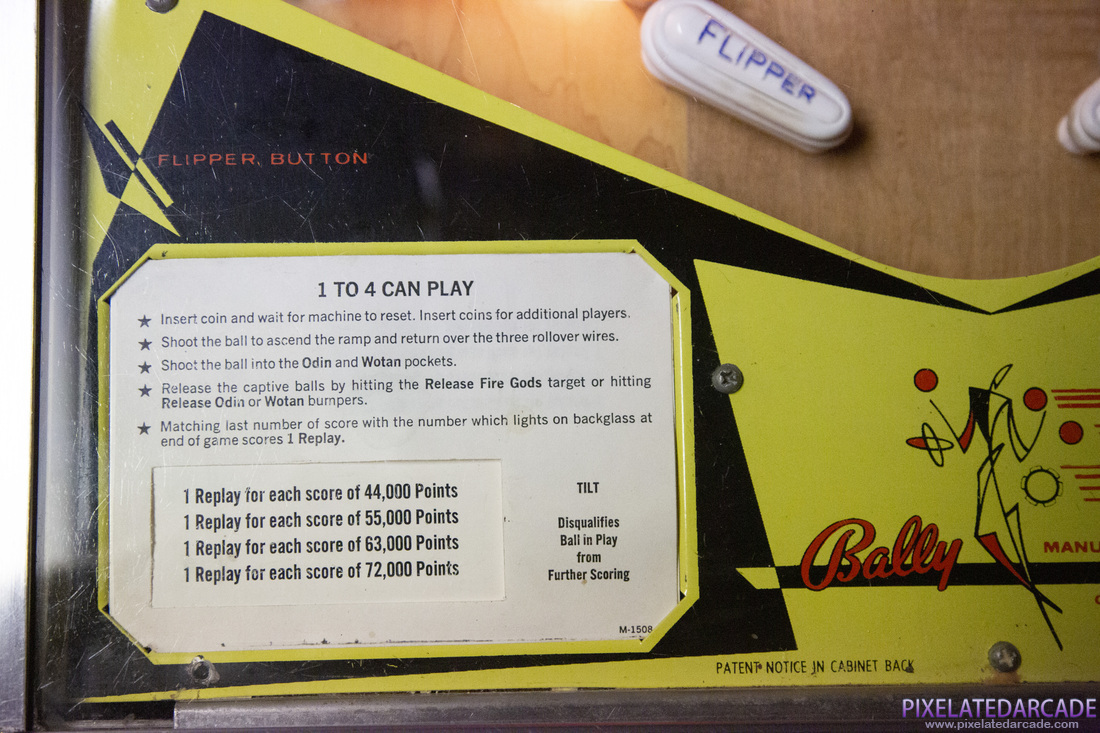 FLIPPER
FLIPPER BUTTON
1 TO 4 CAN PLAY
★ Insert coin and wait for machine to reset. Insert coins for additional players.
★ Shoot the ball to ascend the ramp and return over the three rollover wires.
★ Shoot the ball into the Odin and Wotan pockets.
★ Release the captive balls by hitting the Release Fire Gods target or hitting
Release Odin or Wotan bumpers.
★ Matching last number of score with the number which lights on backglass at
end of game scores 1 Replay.
1 Replay for each score of 44,000 Points
1 Replay for each score of 55,000 Points
1 Replay for each score of 63,000 Points
1 Replay for each score of 72,000 Points
TILT
Disqualifies
Ball in Play
from
Further Scoring
M-1508
Bally
MANU
PATENT NOTICE IN CABINET BACK
PIXELATEDARCADE
www.pixelatedarcade.com